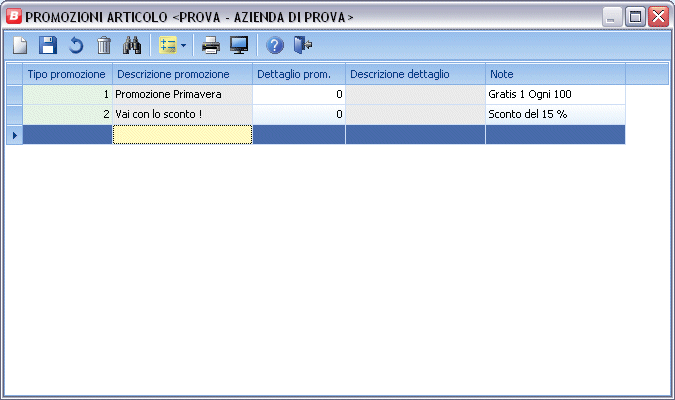 B PROMOZIONI ARTICOLO <PROVA - AZIENDA DI PROVA>
Tipo promozione Descrizione promozione Dettaglio prom. Descrizione dettaglio Note
1 Promozione Primavera 0 Gratis 1 Ogni 100
2 Vai con lo sconto ! 0 Sconto del 15 %